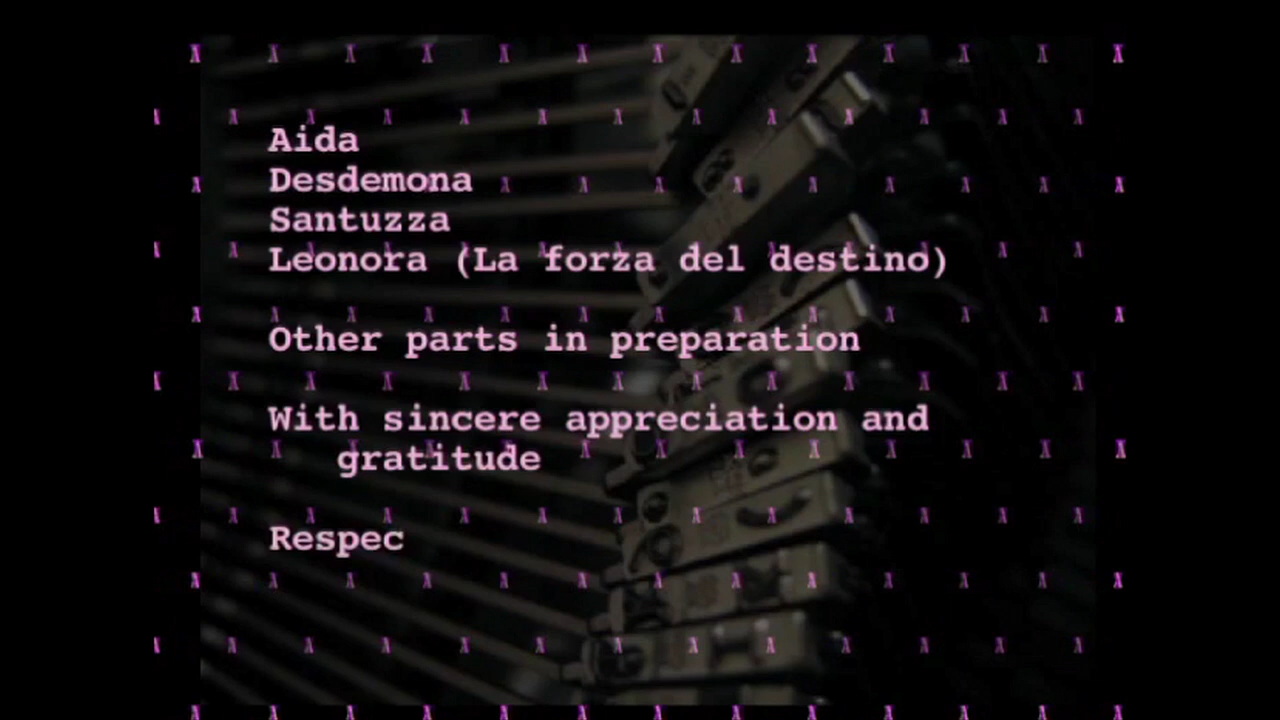 Aida
Desdemona
Santuzza
Leonora (La forza del destino)
Other parts in preparation
With sincere appreciation and
gratitude
Respec